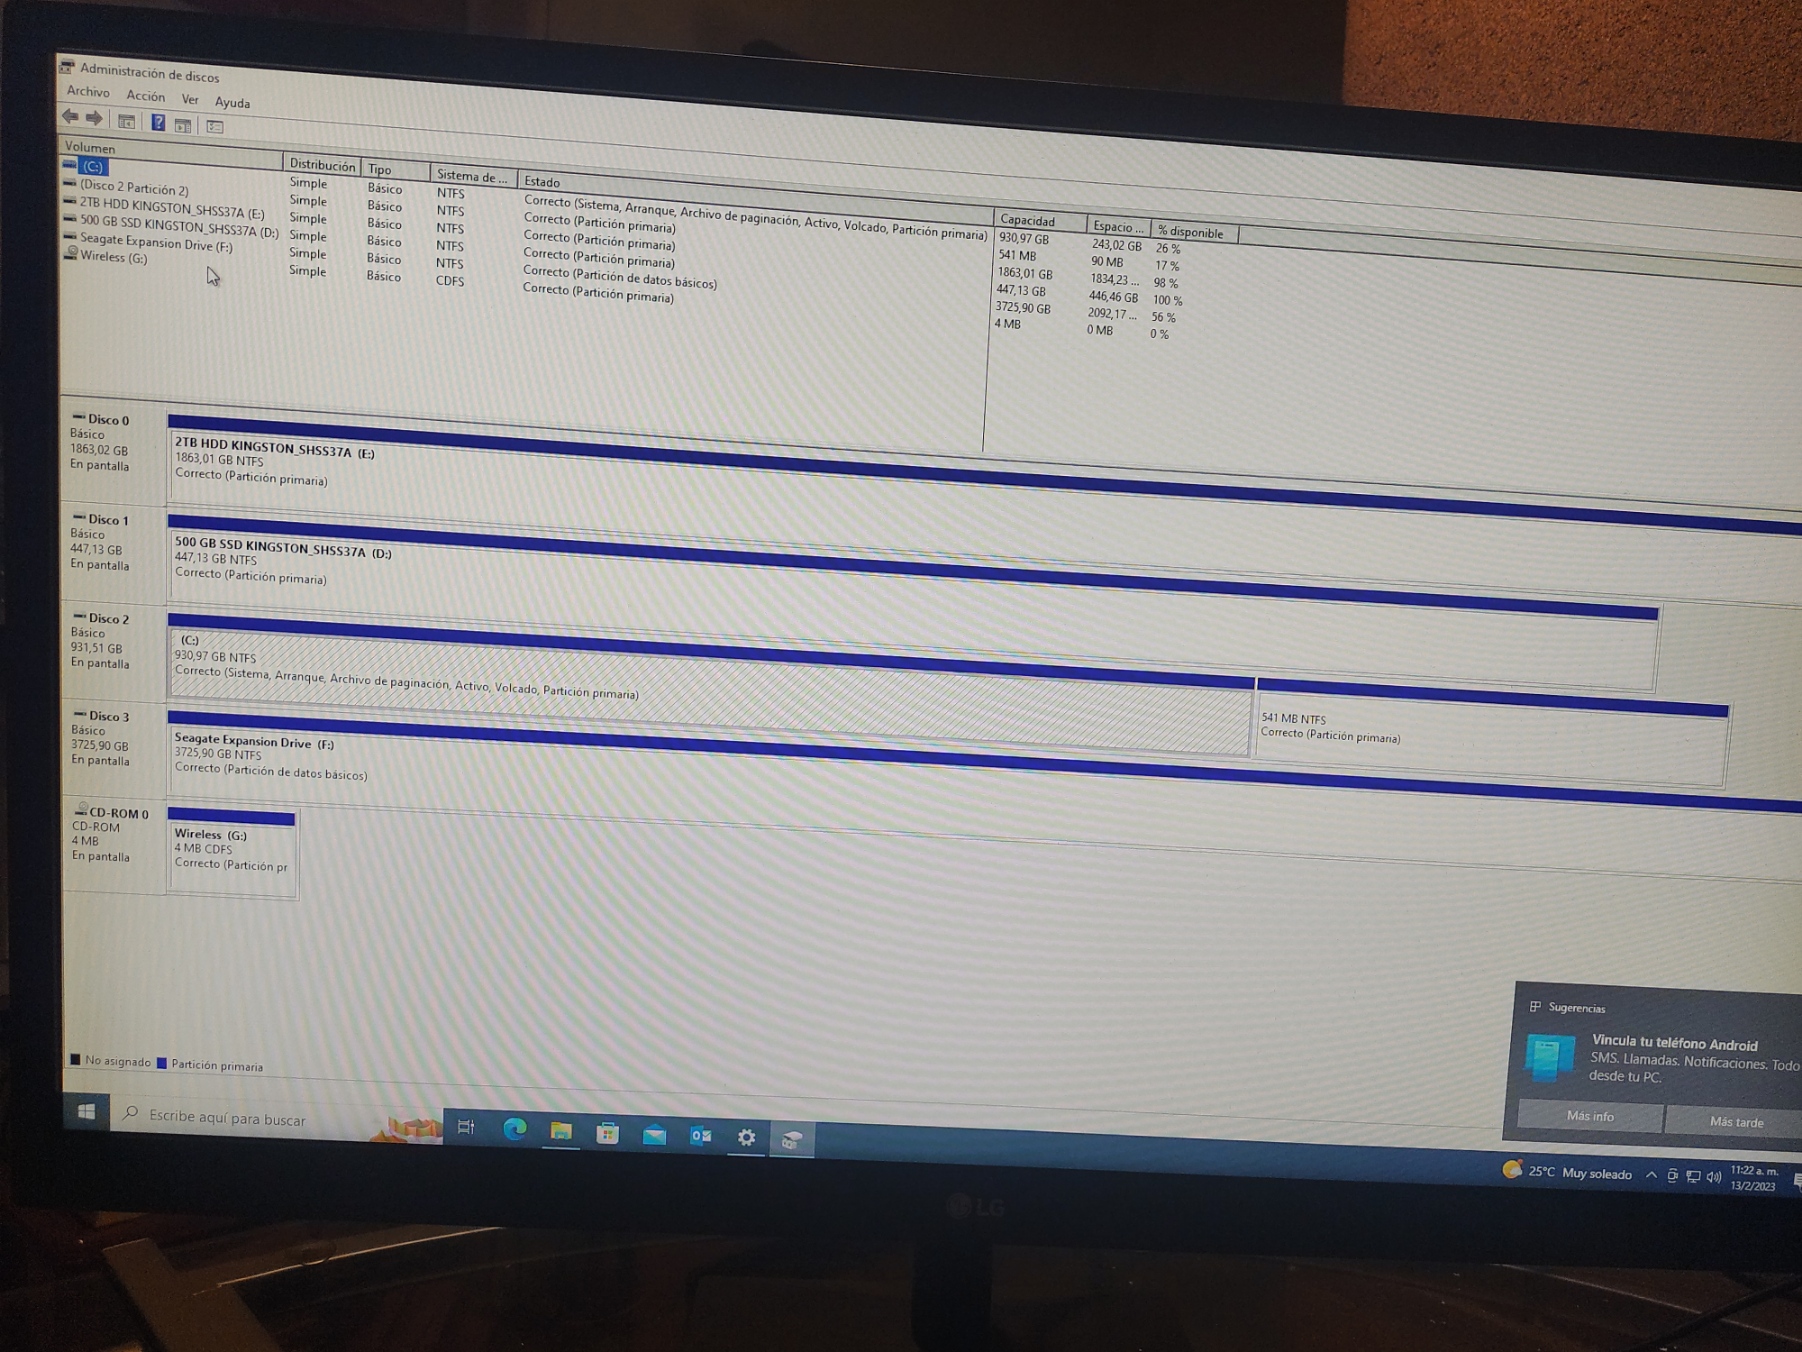 Administración de discos
Archivo Acción Ver Ayuda
Volumen Distribución Tipo Sistema de ... Estado Capacidad Espacio ... % disponible
(C:) Simple Básico NTFS Correcto (Sistema, Arranque, Archivo de paginación, Activo, Volcado, Partición primaria) 930,97 GB 243,02 GB 26 %
(Disco 2 Partición 2) Simple Básico NTFS Correcto (Partición primaria) 541 MB 90 MB 17 %
2TB HDD KINGSTON_SHSS37A (E:) Simple Básico NTFS Correcto (Partición primaria) 1863,01 GB 1834,23 ... 98 %
500 GB SSD KINGSTON_SHSS37A (D:) Simple Básico NTFS Correcto (Partición primaria) 447,13 GB 446,46 GB 100 %
Seagate Expansion Drive (F:) Simple Básico NTFS Correcto (Partición de datos básicos) 3725,90 GB 2092,17 ... 56 %
Wireless (G:) Simple Básico CDFS Correcto (Partición primaria) 4 MB 0 MB 0 %
Disco 0
Básico
1863,02 GB
En pantalla
2TB HDD KINGSTON_SHSS37A (E:)
1863,01 GB NTFS
Correcto (Partición primaria)
Disco 1
Básico
447,13 GB
En pantalla
500 GB SSD KINGSTON_SHSS37A (D:)
447,13 GB NTFS
Correcto (Partición primaria)
Disco 2
Básico
931,51 GB
En pantalla
(C:)
930,97 GB NTFS
Correcto (Sistema, Arranque, Archivo de paginación, Activo, Volcado, Partición primaria)
541 MB NTFS
Correcto (Partición primaria)
Disco 3
Básico
3725,90 GB
En pantalla
Seagate Expansion Drive (F:)
3725,90 GB NTFS
Correcto (Partición de datos básicos)
CD-ROM 0
CD-ROM
4 MB
En pantalla
Wireless (G:)
4 MB CDFS
Correcto (Partición pr
No asignado Partición primaria
Sugerencias
Vincula tu teléfono Android
SMS. Llamadas. Notificaciones. Todo
desde tu PC.
Más info Más tarde
Escribe aquí para buscar
25°C Muy soleado
11:22 a. m.
13/2/2023
LG